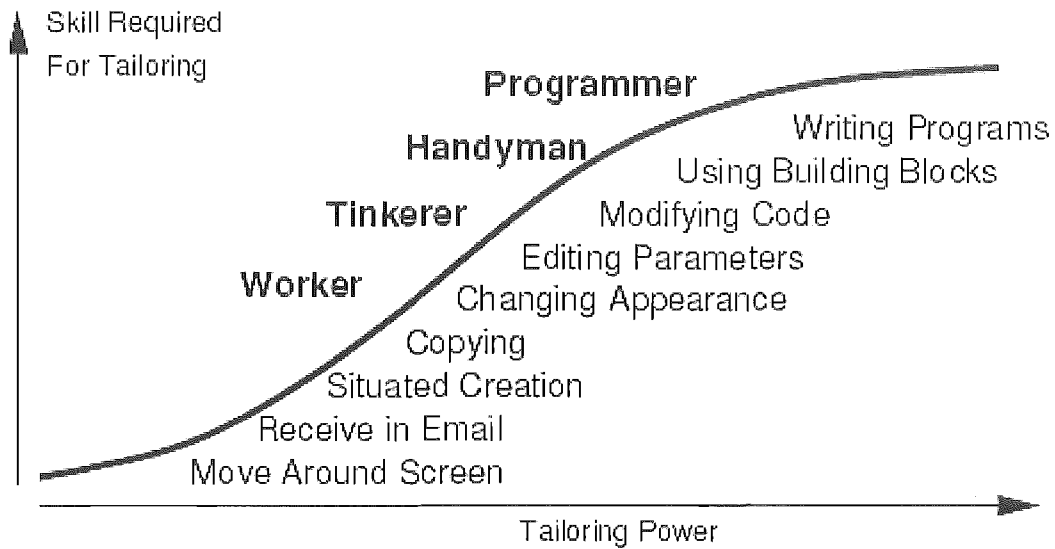 Skill Required
For Tailoring
Programmer
Writing Programs
Handyman
Using Building Blocks
Tinkerer
Modifying Code
Editing Parameters
Worker
Changing Appearance
Copying
Situated Creation
Receive in Email
Move Around Screen
Tailoring Power